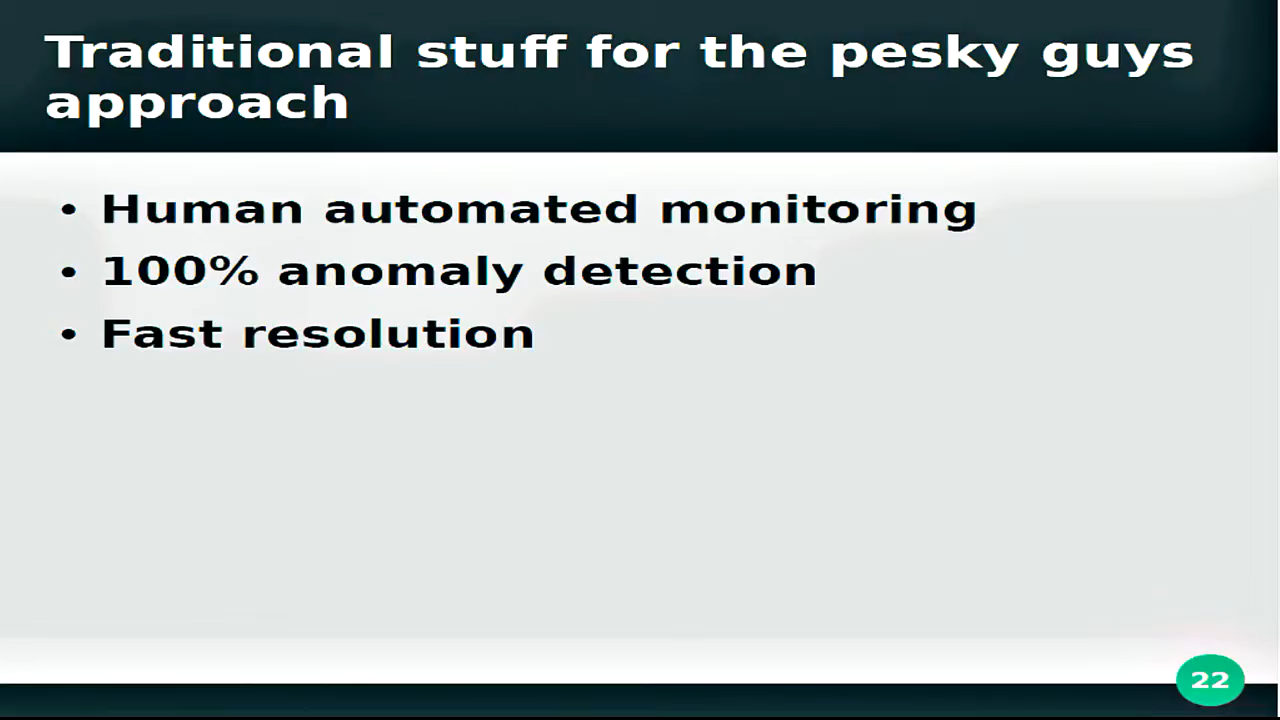 Traditional stuff for the pesky guys
approach
• Human automated monitoring
• 100% anomaly detection
• Fast resolution
22